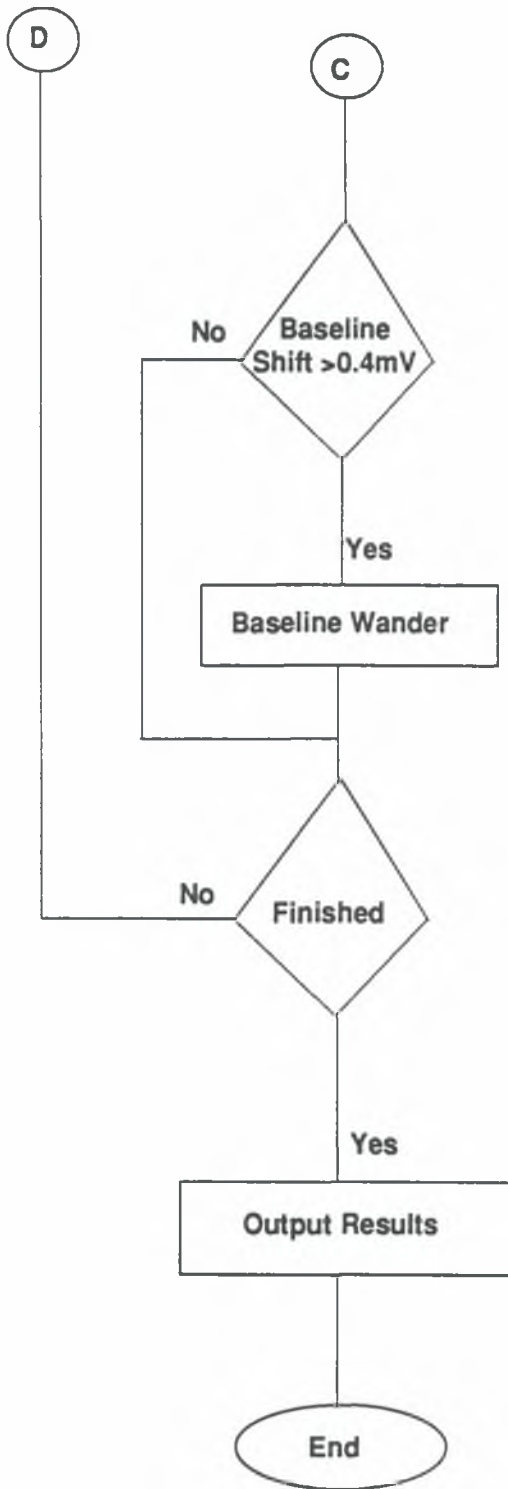 D
C
No
Baseline
Shift >0.4mV
Yes
Baseline Wander
No
Finished
Yes
Output Results
End